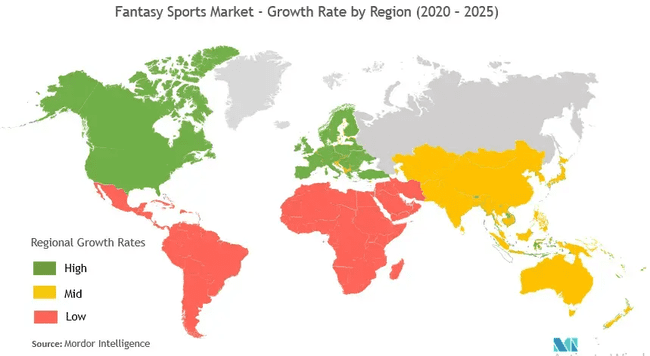 Fantasy Sports Market - Growth Rate by Region (2020 – 2025)
Regional Growth Rates
High
Mid
Low
Source: Mordor Intelligence